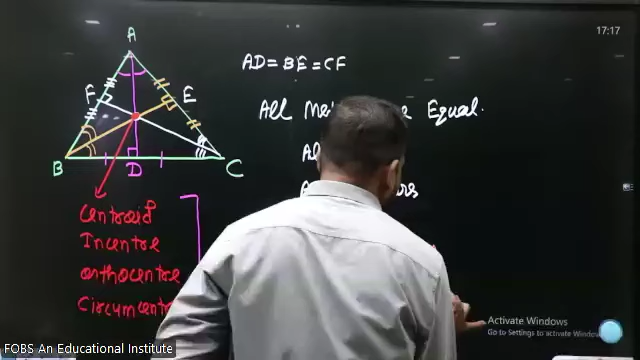 17:17
A
AD = BE = CF
F
E
All Equal.
B
D
C
Centroid
Incentre
Orthocentre
Activate Windows
Go to Settings to activate Windows
FOBS An Educational Institute